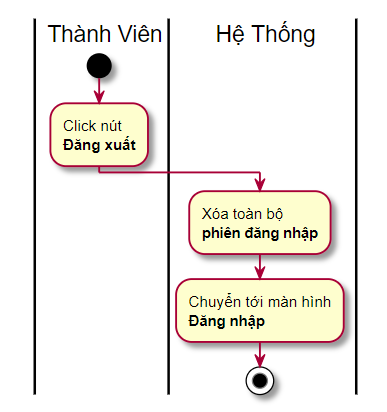 Thành Viên
Hệ Thống
Click nút
Đăng xuất
Xóa toàn bộ
phiên đăng nhập
Chuyển tới màn hình
Đăng nhập